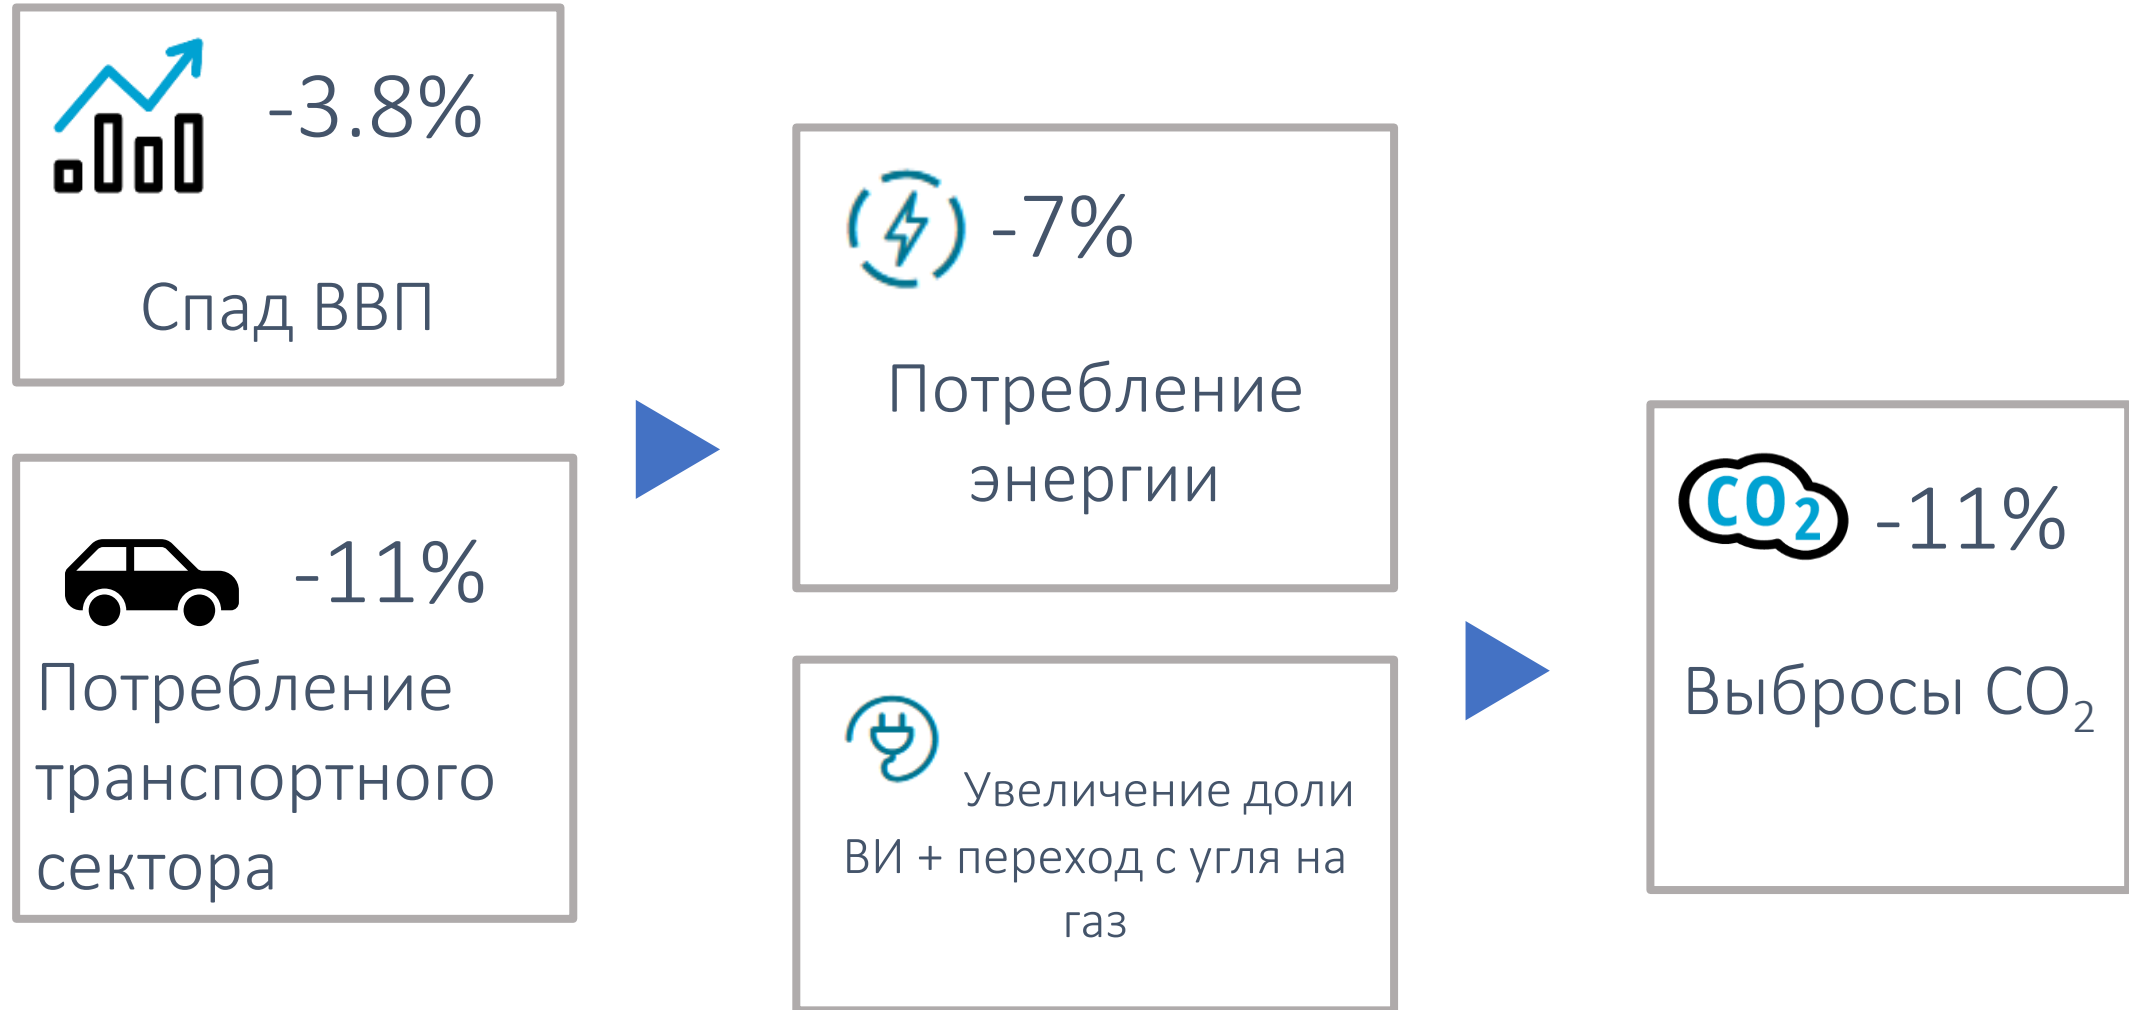 -3.8%
Спад ВВП
-11%
Потребление
транспортного
сектора
-7%
Потребление
энергии
Увеличение доли
ВИ + переход с угля на
газ
CO2 -11%
Выбросы CO₂